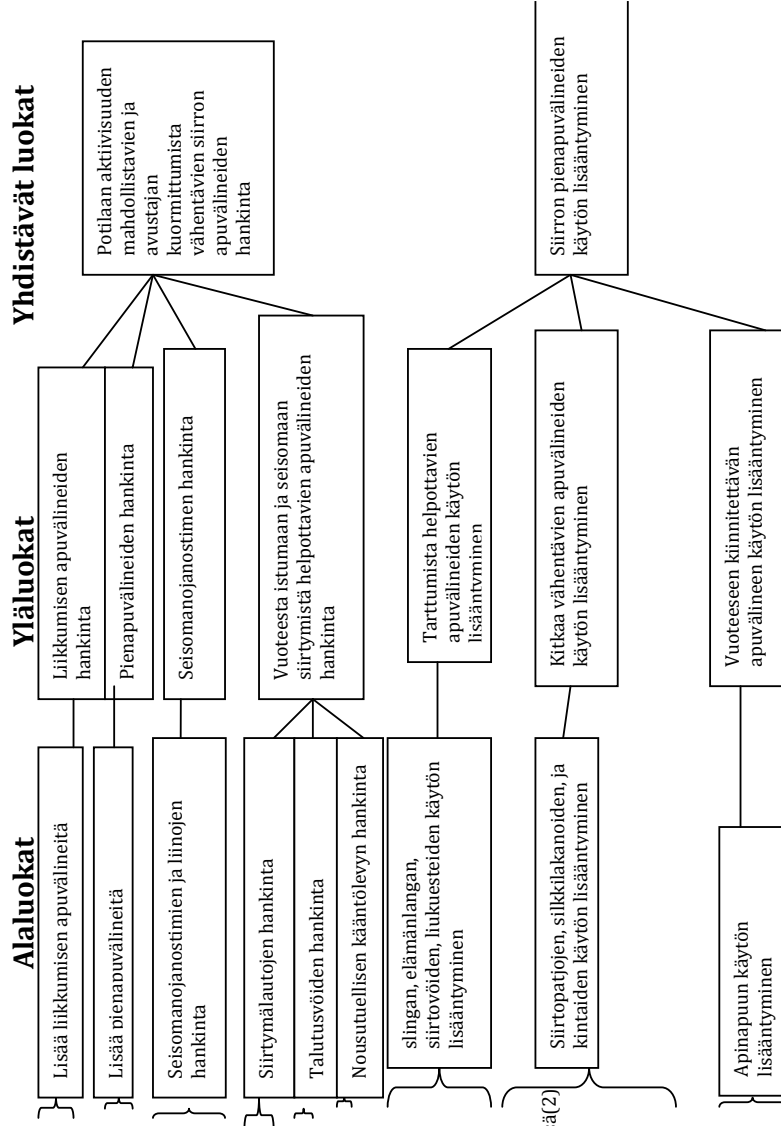 Alaluokat
Yläluokat
Yhdistävät luokat
Lisää liikkumisen apuvälineitä
Lisää pienapuvälineitä
Seisomanojanostimien ja liinojen
hankinta
Siirtymälautojen hankinta
Talutusvöiden hankinta
Nousutuellisen kääntölevyn hankinta
slingan, elämänlangan,
siirtovöiden, liukuesteiden käytön
lisääntyminen
Siirtopatjojen, silkkilakanoiden, ja
kintaiden käytön lisääntyminen
Apinapuun käytön
lisääntyminen
ä(2)
Liikkumisen apuvälineiden
hankinta
Pienapuvälineiden hankinta
Seisomanojanostimen hankinta
Vuoteesta istumaan ja seisomaan
siirtymistä helpottavien apuvälineiden
hankinta
Tarttumista helpottavien
apuvälineiden käytön
lisääntyminen
Kitkaa vähentävien apuvälineiden
käytön lisääntyminen
Vuoteeseen kiinnitettävän
apuvälineen käytön lisääntyminen
Potilaan aktiivisuuden
mahdollistavien ja
avustajan
kuormittumista
vähentävien siirron
apuvälineiden
hankinta
Siirron pienapuvälineiden
käytön lisääntyminen